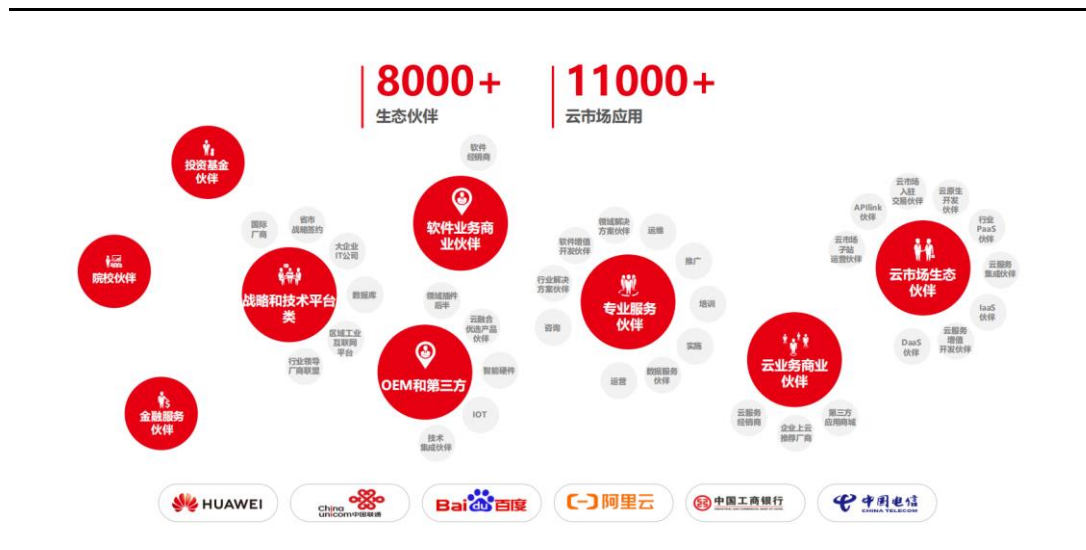 8000+
生态伙伴
11000+
云市场应用
投资基金
伙伴
院校伙伴
金融服务
伙伴
战略和技术平台
类
国际
厂商
省市
战略签约
大企业
IT公司
数据库
区域工业
互联网
平台
行业领导
厂商联盟
软件业务商
业伙伴
软件
经销商
OEM和第三方
领域插件
后半
云融合
优选产品
伙伴
智能硬件
IOT
技术
集成伙伴
专业服务
伙伴
领域解决
方案伙伴
运维
推广
培训
实施
数据服务
伙伴
运营
咨询
行业解决
方案伙伴
软件增值
开发伙伴
云业务商业
伙伴
云服务
经销商
企业上云
推荐厂商
第三方
应用商城
云市场生态
伙伴
云市场
入驻
交易伙伴
云原生
开发
伙伴
行业
PaaS
伙伴
云服务
集成伙伴
IaaS
伙伴
云服务
增值
开发伙伴
DaaS
伙伴
云市场
子站
运营伙伴
APIlink
伙伴
HUAWEI
China
unicom中国联通
Bai du 百度
阿里云
中国工商银行
INDUSTRIAL AND COMMERCIAL BANK OF CHINA
中国电信
CHINA TELECOM